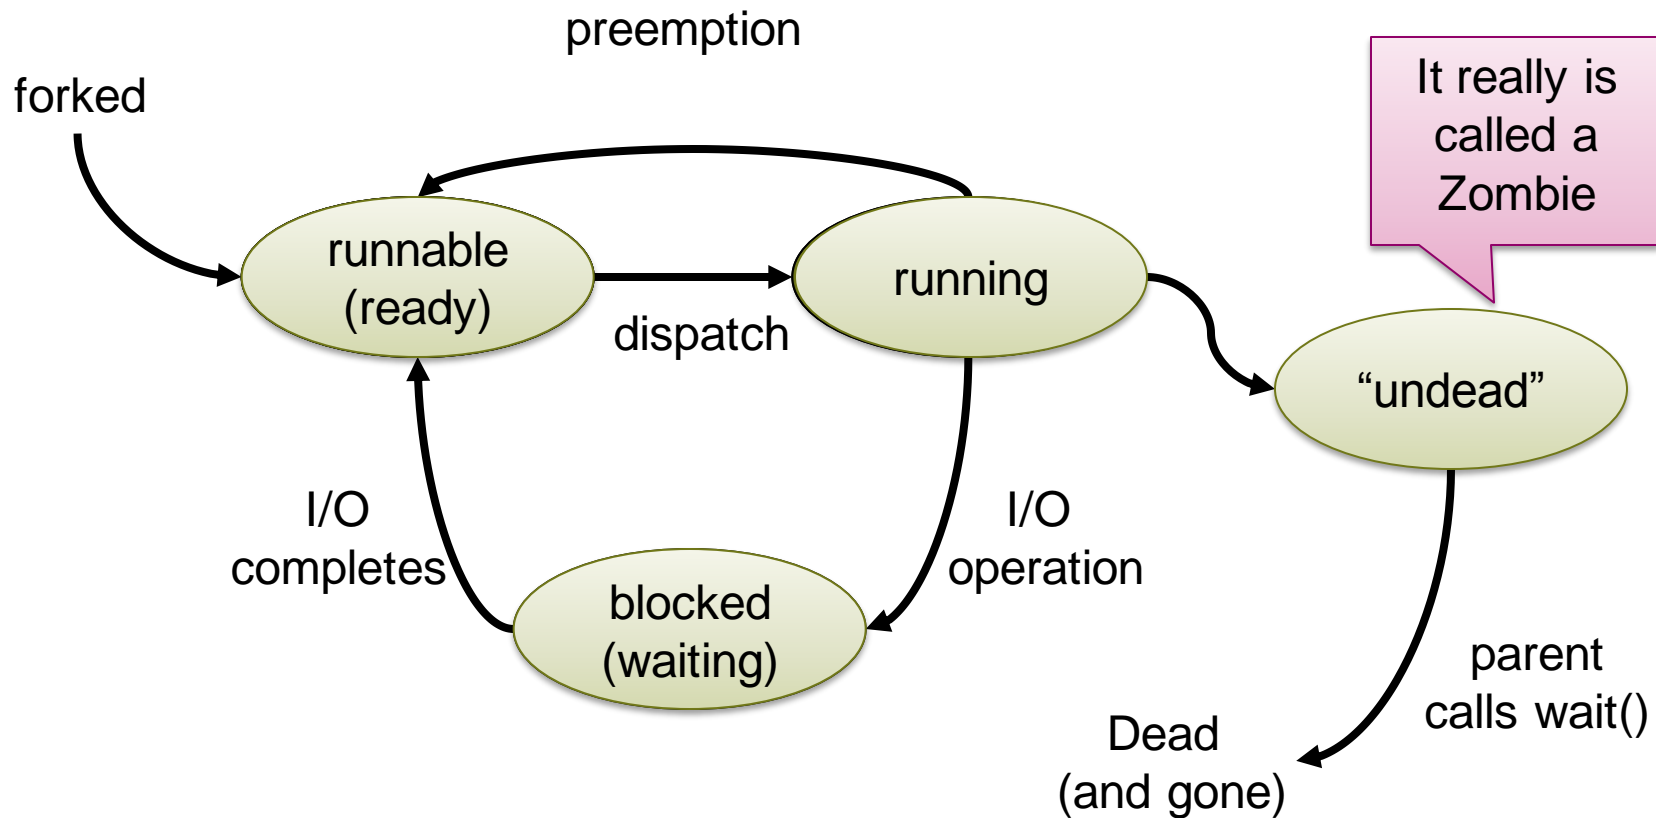 preemption
forked
It really is
called a
Zombie
runnable
(ready)
running
dispatch
“undead”
I/O
completes
I/O
operation
blocked
(waiting)
parent
calls wait()
Dead
(and gone)